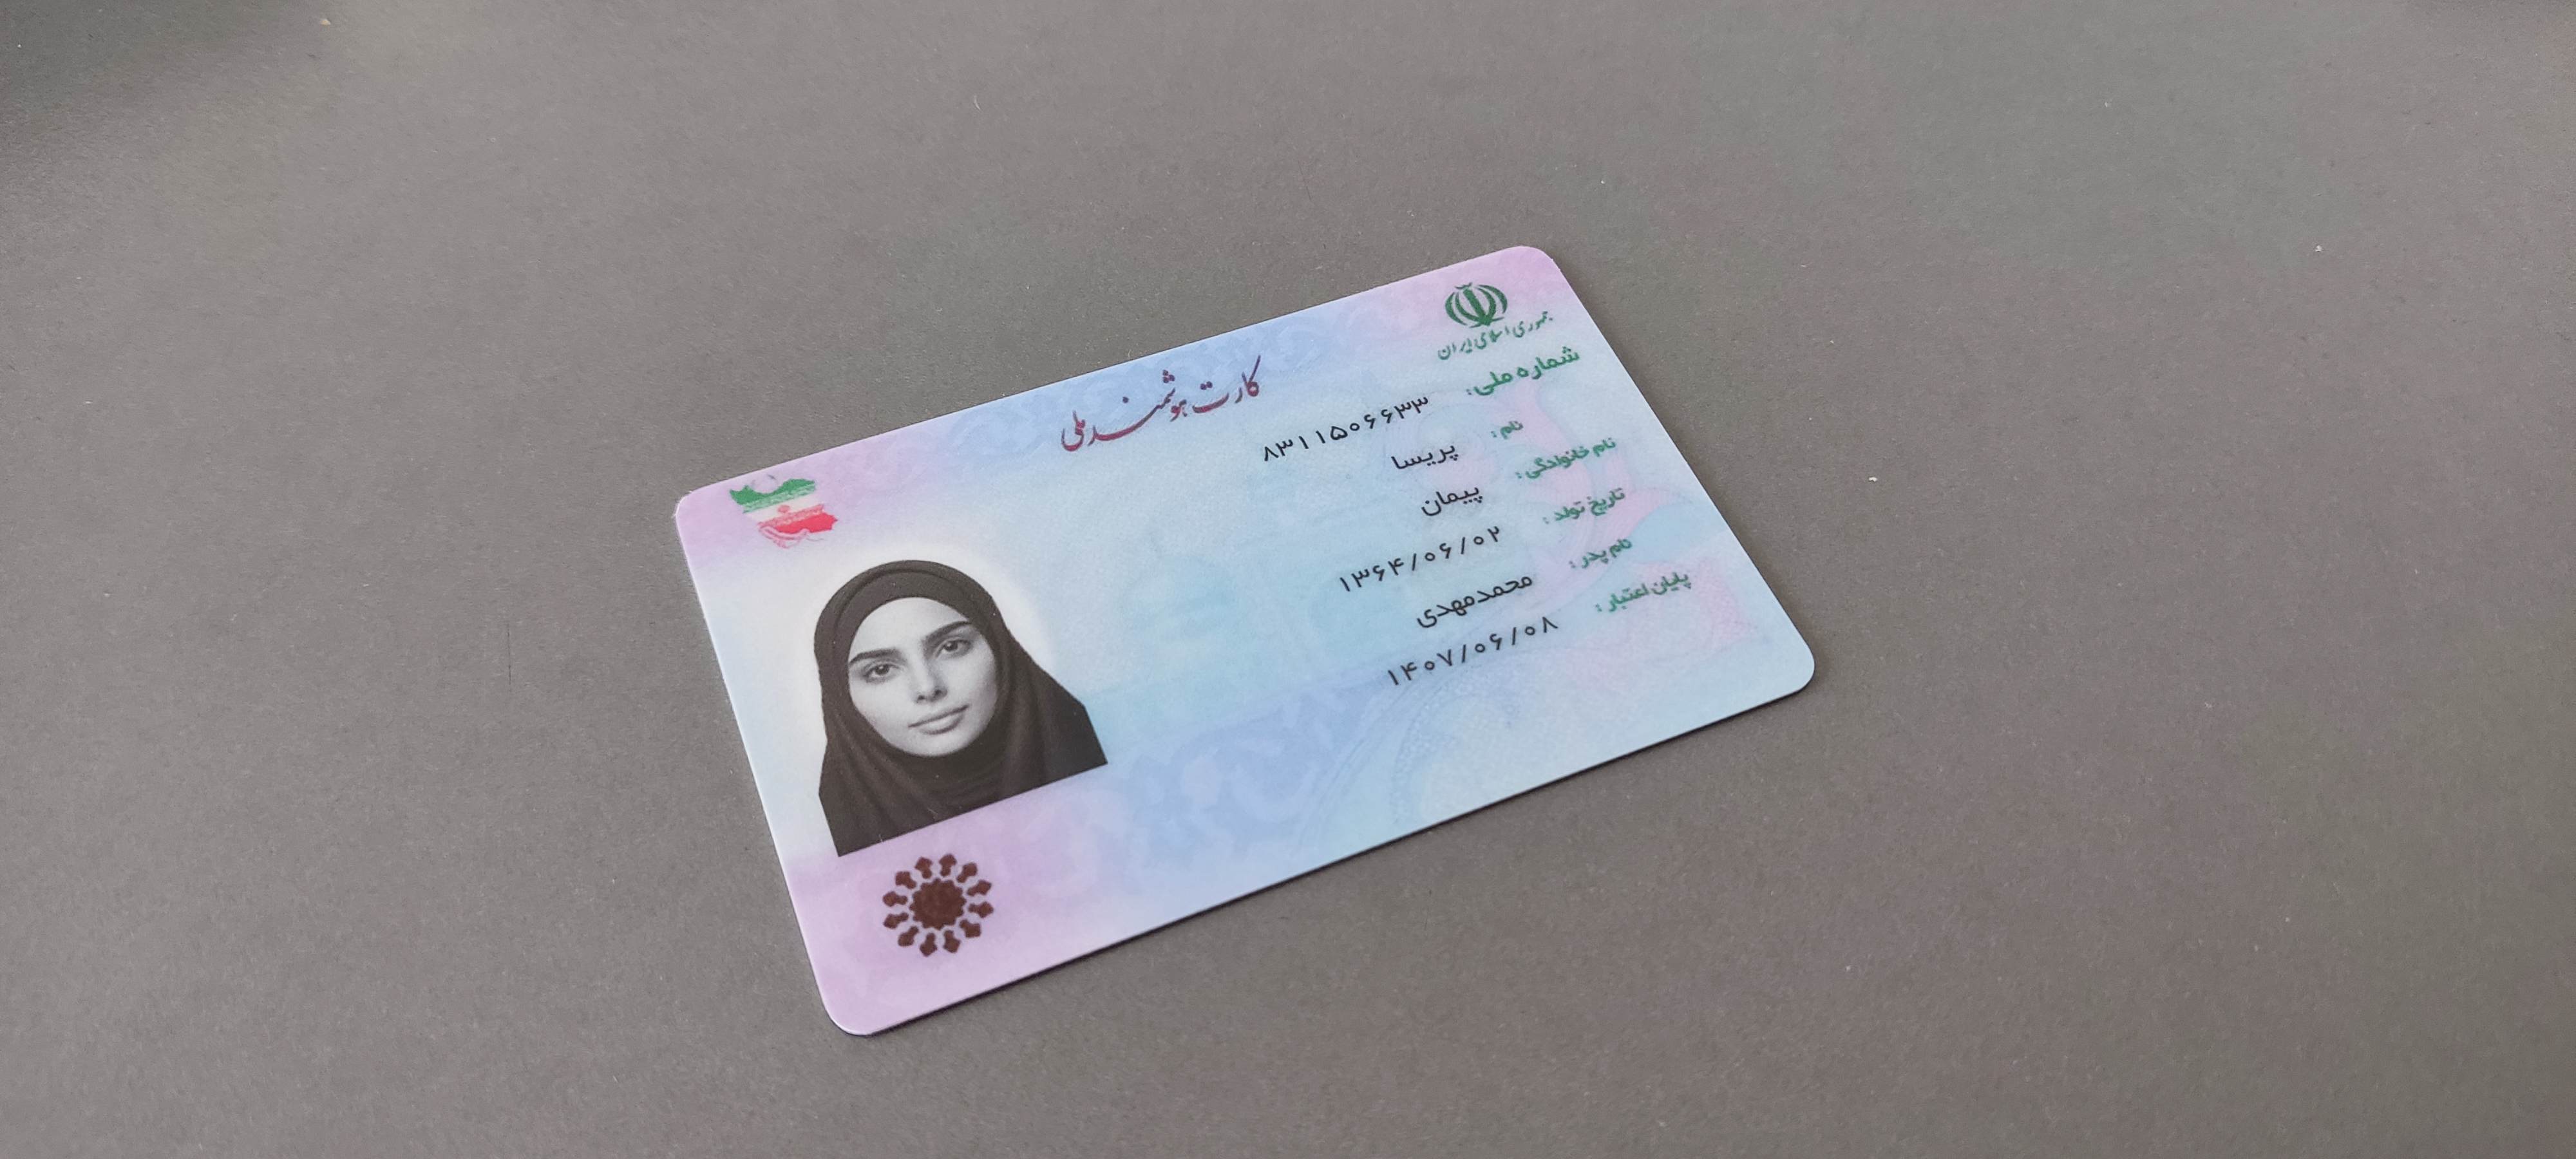 جمهوری اسلامی ایران
کارت هوشمند ملی
شماره ملی: ۸۳۱۱۵۰۶۶۳۳
نام: پریسا
نام خانوادگی: پیمان
تاریخ تولد: ۱۳۶۴/۰۶/۰۲
نام پدر: محمدمهدی
پایان اعتبار: ۱۴۰۷/۰۶/۰۸